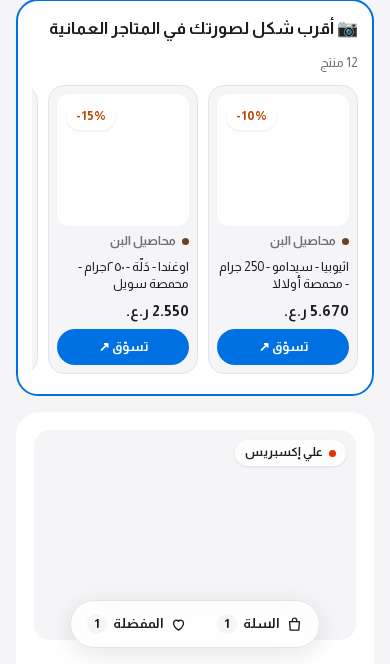 📷 أقرب شكل لصورتك في المتاجر العمانية
12 منتج
-10%
محاصيل البن
اثيوبيا - سيدامو - 250 جرام
- محمصة أولالا
5.670 ر.ع.
تسوّق ↗
-15%
محاصيل البن
اوغندا - دَلّة -٢٥٠جرام -
محمصة سويل
2.550 ر.ع.
تسوّق ↗
علي إكسبريس
السلة 1
المفضلة 1